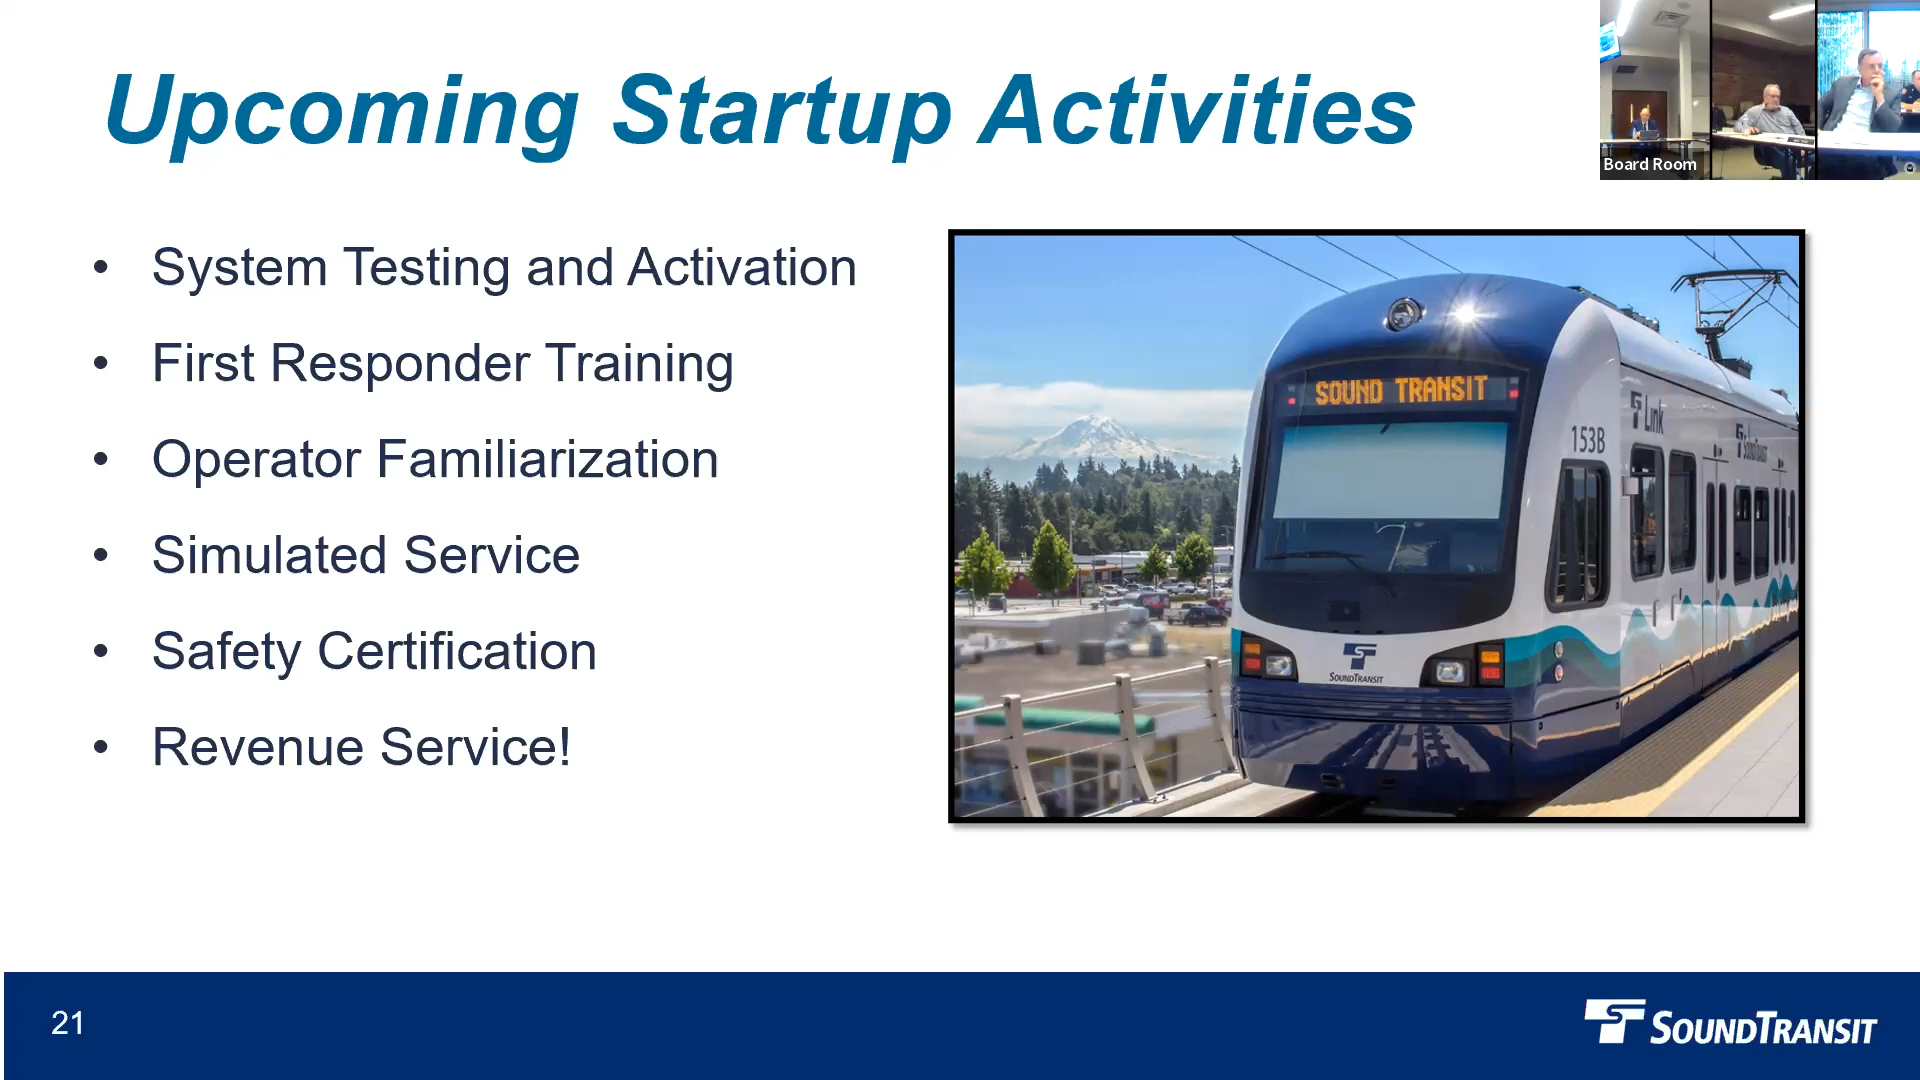 Upcoming Startup Activities
Board Room
• System Testing and Activation
• First Responder Training
• Operator Familiarization
• Simulated Service
• Safety Certification
• Revenue Service!
SOUND TRANSIT
153B
Link
SOUNDTRANSIT
SOUNDTRANSIT
21
SOUNDTRANSIT